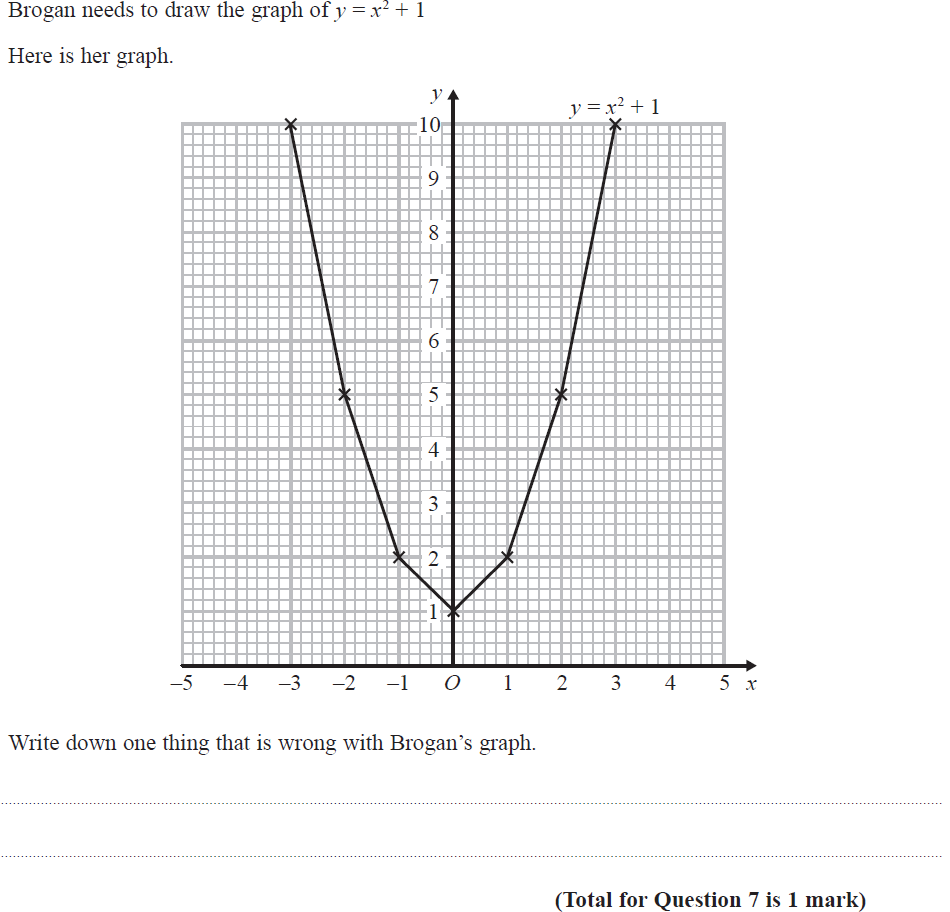 Brogan needs to draw the graph of y = x² + 1
Here is her graph.
y
y = x² + 1
10
9
8
7
6
5
4
3
2
1
–5 –4 –3 –2 –1 O 1 2 3 4 5 x
Write down one thing that is wrong with Brogan’s graph.
(Total for Question 7 is 1 mark)